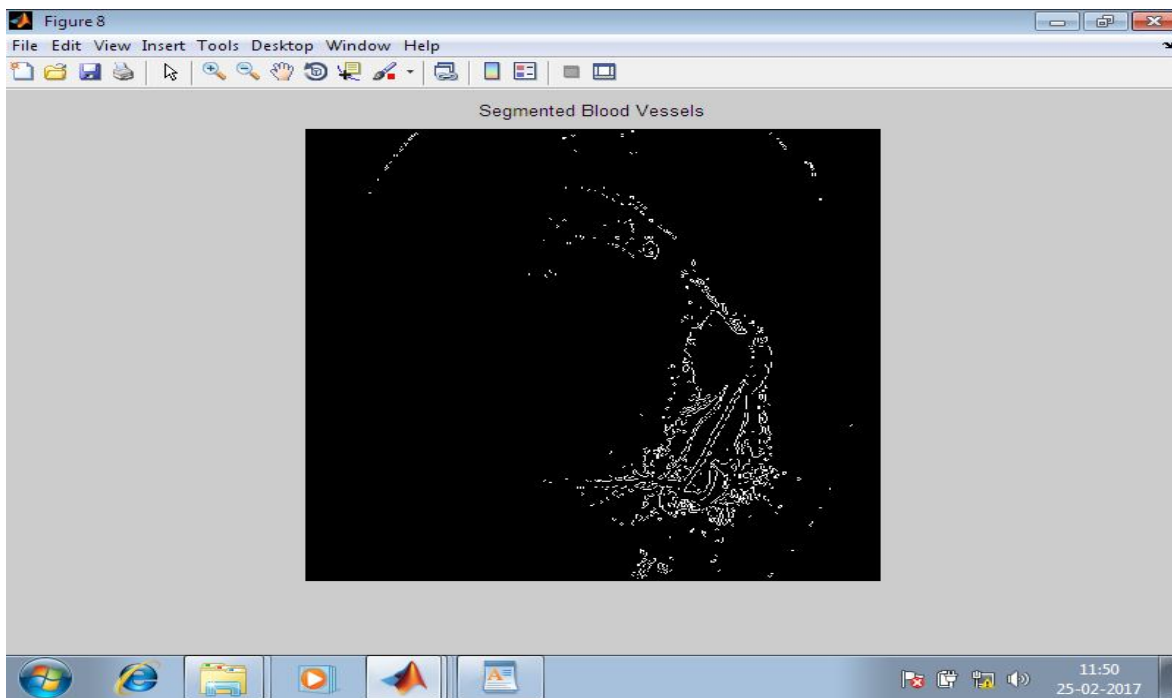 Figure 8
File Edit View Insert Tools Desktop Window Help
Segmented Blood Vessels
11:50
25-02-2017